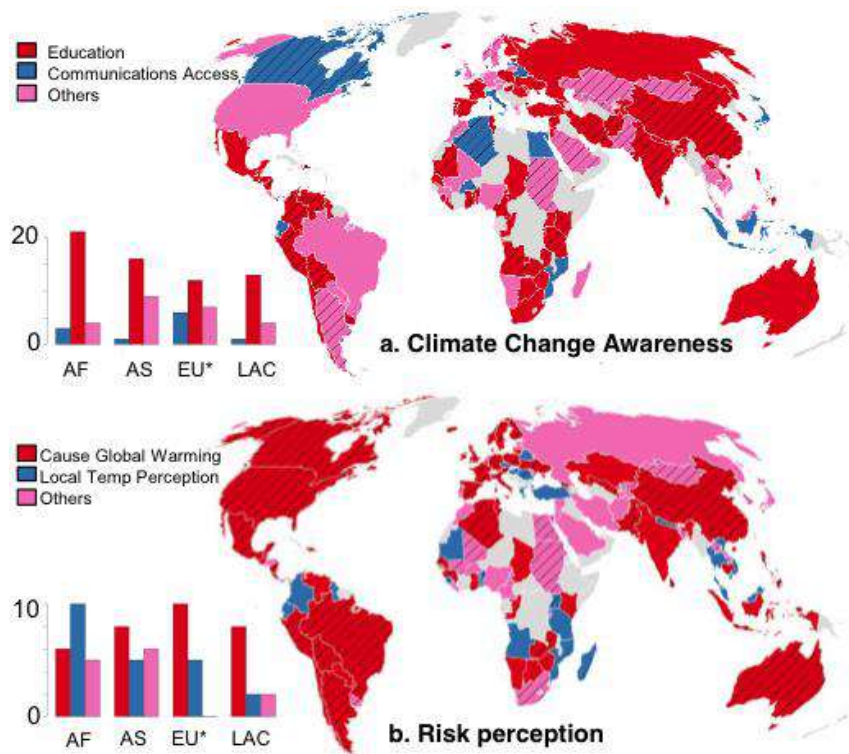 Education
Communications Access
Others
20
0
AF AS EU* LAC
a. Climate Change Awareness
Cause Global Warming
Local Temp Perception
Others
10
0
AF AS EU* LAC
b. Risk perception